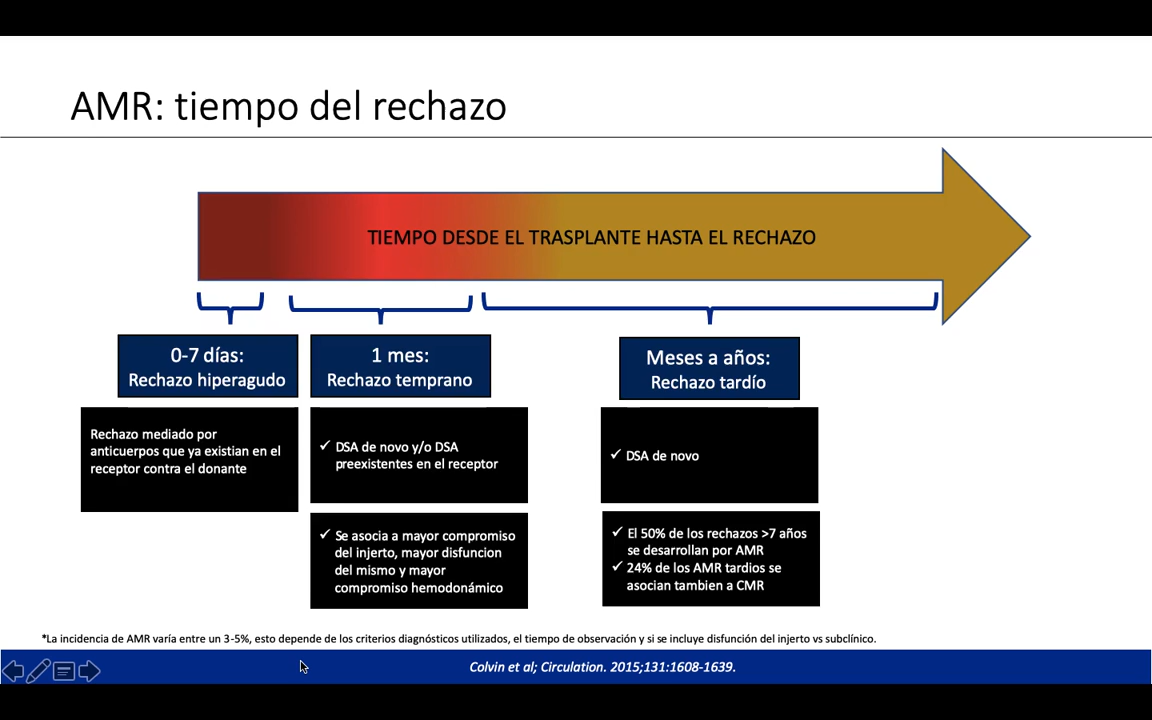 AMR: tiempo del rechazo
TIEMPO DESDE EL TRASPLANTE HASTA EL RECHAZO
0-7 días:
Rechazo hiperagudo
Rechazo mediado por
anticuerpos que ya existian en el
receptor contra el donante
1 mes:
Rechazo temprano
✓ DSA de novo y/o DSA
preexistentes en el receptor
✓ Se asocia a mayor compromiso
del injerto, mayor disfuncion
del mismo y mayor
compromiso hemodonámico
Meses a años:
Rechazo tardío
✓ DSA de novo
✓ El 50% de los rechazos >7 años
se desarrollan por AMR
✓ 24% de los AMR tardios se
asocian tambien a CMR
*La incidencia de AMR varía entre un 3-5%, esto depende de los criterios diagnósticos utilizados, el tiempo de observación y si se incluye disfunción del injerto vs subclínico.
Colvin et al; Circulation. 2015;131:1608-1639.